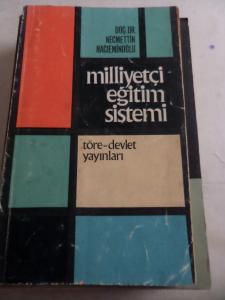 DOÇ. DR.
NECMETTİN
HACIEMİNOĞLU
milliyetçi
eğitim
sistemi
töre-devlet
yayınları